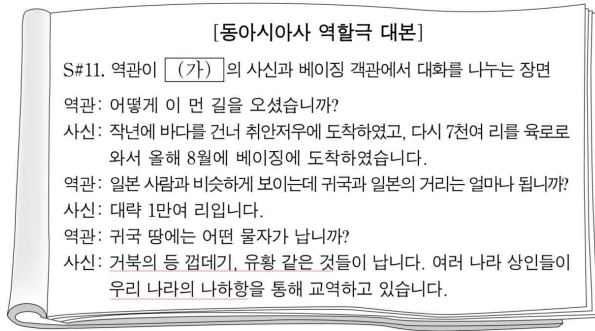 [동아시아사 역할극 대본]
S#11. 역관이 (가) 의 사신과 베이징 객관에서 대화를 나누는 장면
역관: 어떻게 이 먼 길을 오셨습니까?
사신: 작년에 바다를 건너 취안저우에 도착하였고, 다시 7천여 리를 육로로
와서 올해 8월에 베이징에 도착하였습니다.
역관: 일본 사람과 비슷하게 보이는데 귀국과 일본의 거리는 얼마나 됩니까?
사신: 대략 1만여 리입니다.
역관: 귀국 땅에는 어떤 물자가 납니까?
사신: 거북의 등 껍데기, 유황 같은 것들이 납니다. 여러 나라 상인들이
우리 나라의 나하항을 통해 교역하고 있습니다.